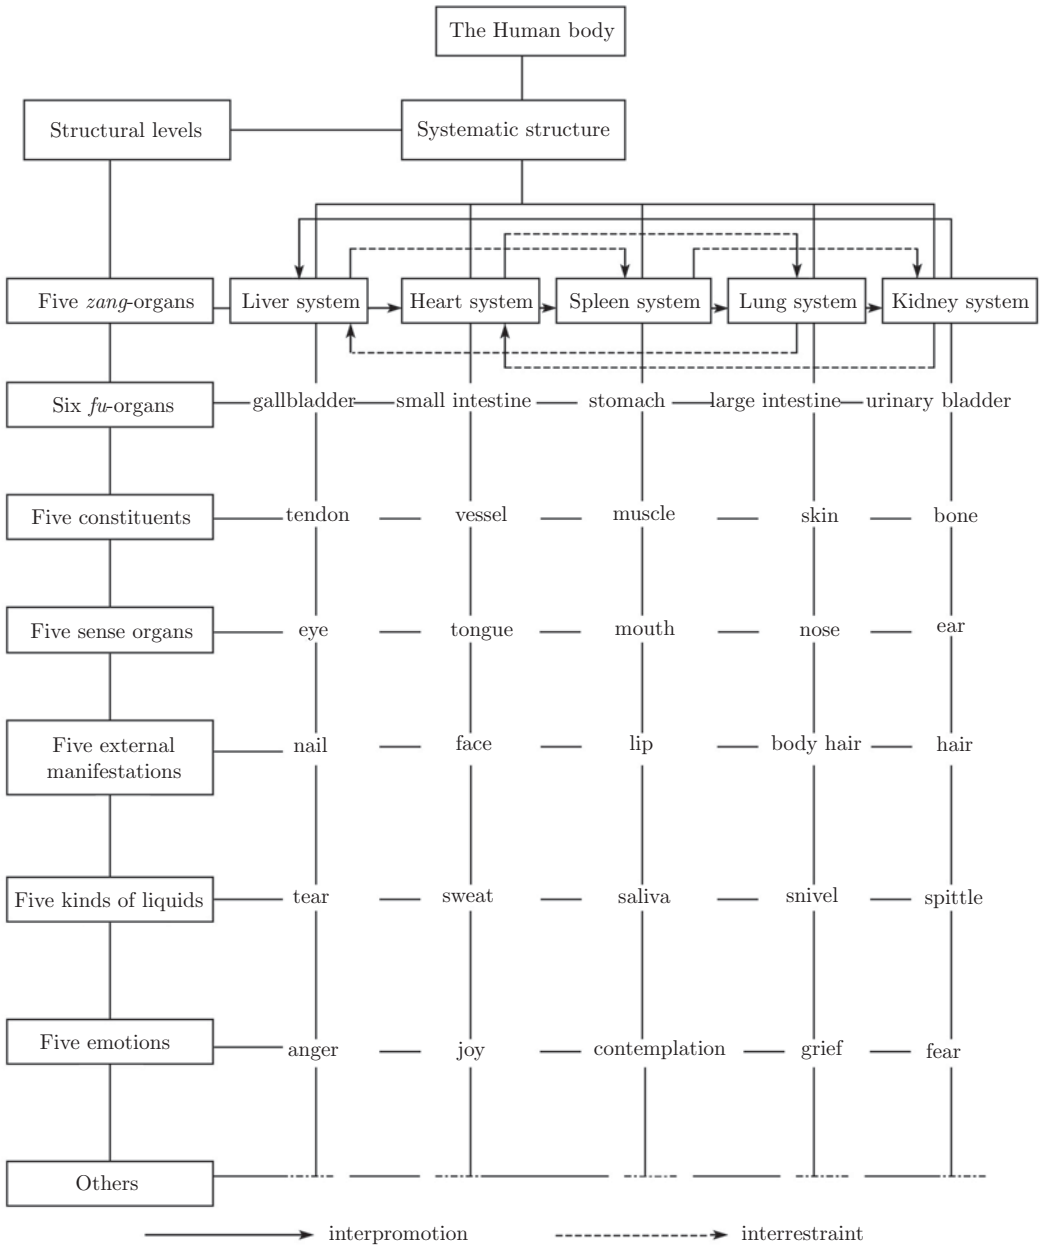 The Human body
Structural levels
Systematic structure
Five zang-organs
Liver system
Heart system
Spleen system
Lung system
Kidney system
Six fu-organs
gallbladder
small intestine
stomach
large intestine
urinary bladder
Five constituents
tendon
vessel
muscle
skin
bone
Five sense organs
eye
tongue
mouth
nose
ear
Five external
manifestations
nail
face
lip
body hair
hair
Five kinds of liquids
tear
sweat
saliva
snivel
spittle
Five emotions
anger
joy
contemplation
grief
fear
Others
interpromotion
interrestraint